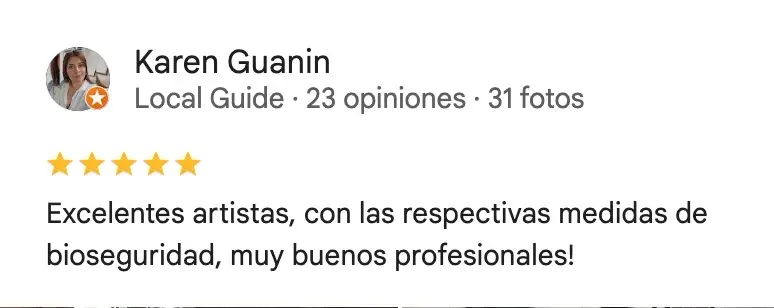 Karen Guanin
Local Guide · 23 opiniones · 31 fotos
Excelentes artistas, con las respectivas medidas de
bioseguridad, muy buenos profesionales!